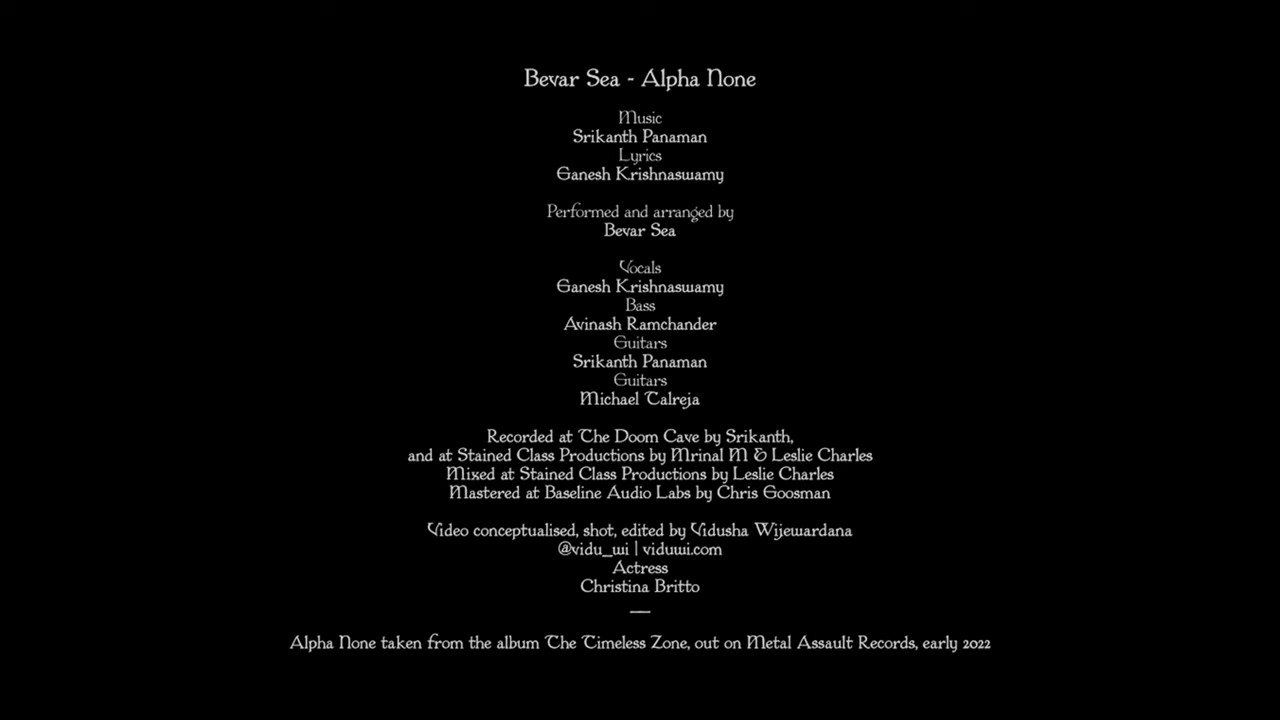 Bevar Sea - Alpha None
Music
Srikanth Panaman
Lyrics
Ganesh Krishnaswamy
Performed and arranged by
Bevar Sea
Vocals
Ganesh Krishnaswamy
Bass
Avinash Ramchander
Guitars
Srikanth Panaman
Guitars
Michael Talreja
Recorded at The Doom Cave by Srikanth,
and at Stained Class Productions by Mrinal M & Leslie Charles
Mixed at Stained Class Productions by Leslie Charles
Mastered at Baseline Audio Labs by Chris Goosman
Video conceptualised, shot, edited by Vidusha Wijewardana
@vidu_wi | viduwi.com
Actress
Christina Britto
—
Alpha None taken from the album The Timeless Zone, out on Metal Assault Records, early 2022